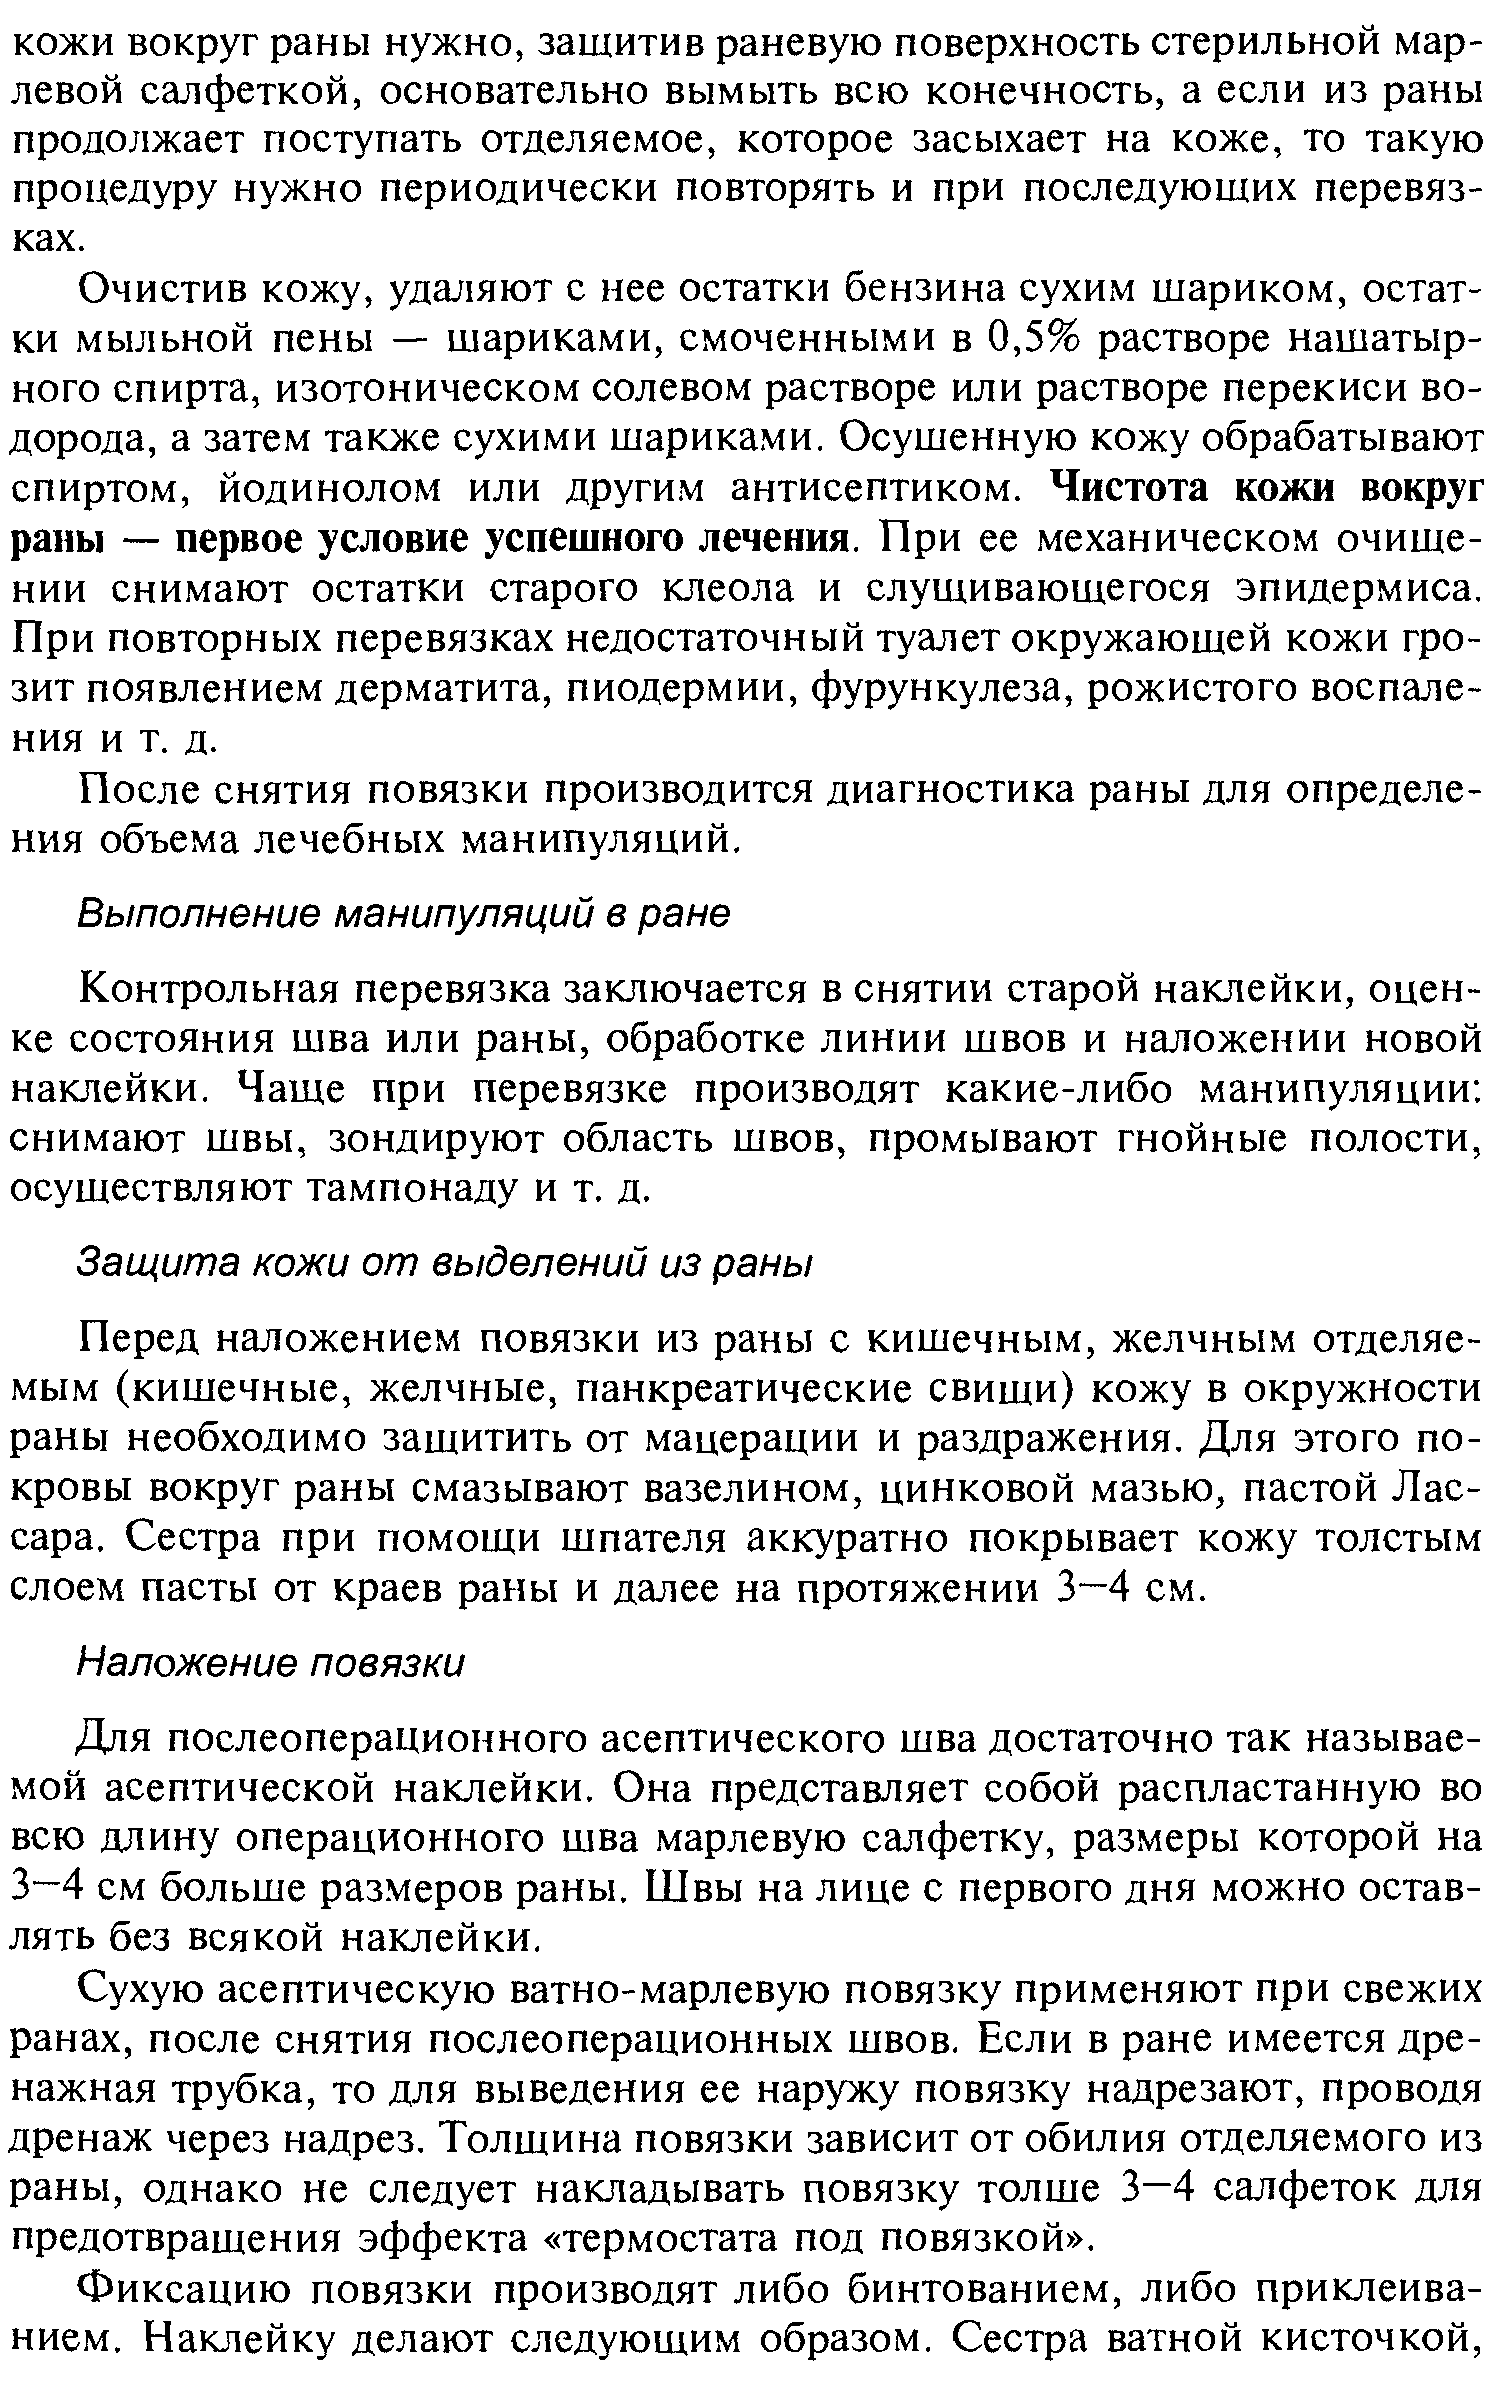 кожи вокруг раны нужно, защитив раневую поверхность стерильной мар-
левой салфеткой, основательно вымыть всю конечность, а если из раны
продолжает поступать отделяемое, которое засыхает на коже, то такую
процедуру нужно периодически повторять и при последующих перевяз-
ках.
Очистив кожу, удаляют с нее остатки бензина сухим шариком, остат-
ки мыльной пены — шариками, смоченными в 0,5% растворе нашатыр-
ного спирта, изотоническом солевом растворе или растворе перекиси во-
дорода, а затем также сухими шариками. Осушенную кожу обрабатывают
спиртом, йодинолом или другим антисептиком. Чистота кожи вокруг
раны — первое условие успешного лечения. При ее механическом очище-
нии снимают остатки старого клеола и слущивающегося эпидермиса.
При повторных перевязках недостаточный туалет окружающей кожи гро-
зит появлением дерматита, пиодермии, фурункулеза, рожистого воспале-
ния и т. д.
После снятия повязки производится диагностика раны для определе-
ния объема лечебных манипуляций.
Выполнение манипуляций в ране
Контрольная перевязка заключается в снятии старой наклейки, оцен-
ке состояния шва или раны, обработке линии швов и наложении новой
наклейки. Чаще при перевязке производят какие-либо манипуляции:
снимают швы, зондируют область швов, промывают гнойные полости,
осуществляют тампонаду и т. д.
Защита кожи от выделений из раны
Перед наложением повязки из раны с кишечным, желчным отделяе-
мым (кишечные, желчные, панкреатические свищи) кожу в окружности
раны необходимо защитить от мацерации и раздражения. Для этого по-
кровы вокруг раны смазывают вазелином, цинковой мазью, пастой Лас-
сара. Сестра при помощи шпателя аккуратно покрывает кожу толстым
слоем пасты от краев раны и далее на протяжении 3—4 см.
Наложение повязки
Для послеоперационного асептического шва достаточно так называе-
мой асептической наклейки. Она представляет собой распластанную во
всю длину операционного шва марлевую салфетку, размеры которой на
3—4 см больше размеров раны. Швы на лице с первого дня можно остав-
лять без всякой наклейки.
Сухую асептическую ватно-марлевую повязку применяют при свежих
ранах, после снятия послеоперационных швов. Если в ране имеется дре-
нажная трубка, то для выведения ее наружу повязку надрезают, проводя
дренаж через надрез. Толщина повязки зависит от обилия отделяемого из
раны, однако не следует накладывать повязку толше 3—4 салфеток для
предотвращения эффекта «термостата под повязкой».
Фиксацию повязки производят либо бинтованием, либо приклеива-
нием. Наклейку делают следующим образом. Сестра ватной кисточкой,